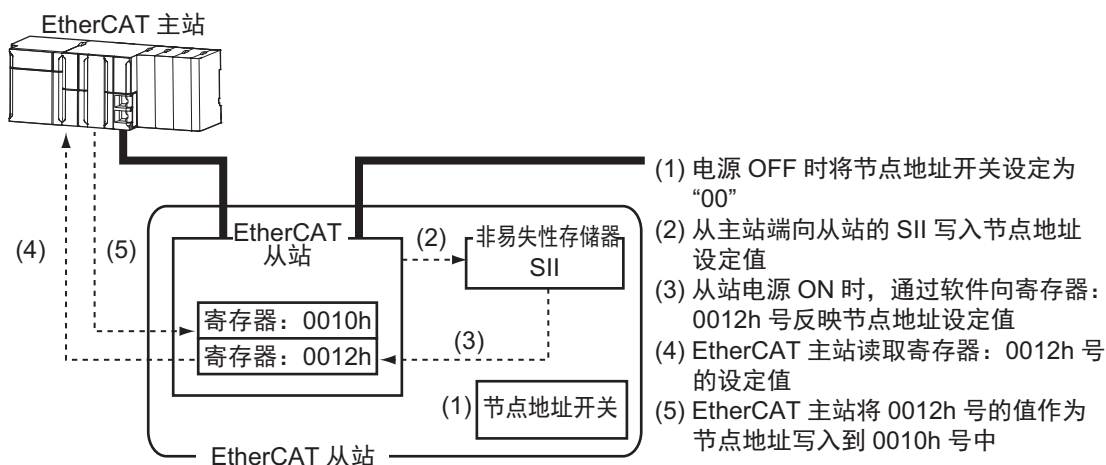 EtherCAT 主站
(1) 电源 OFF 时将节点地址开关设定为
“00”
(2) 从主站端向从站的 SII 写入节点地址
设定值
(3) 从站电源 ON 时，通过软件向寄存器：
0012h 号反映节点地址设定值
(4) EtherCAT 主站读取寄存器：0012h 号
的设定值
(5) EtherCAT 主站将 0012h 号的值作为
节点地址写入到 0010h 号中
(4)
(5)
EtherCAT
从站
(2)
非易失性存储器
SII
寄存器：0010h
寄存器：0012h
(3)
(1)
节点地址开关
EtherCAT 从站